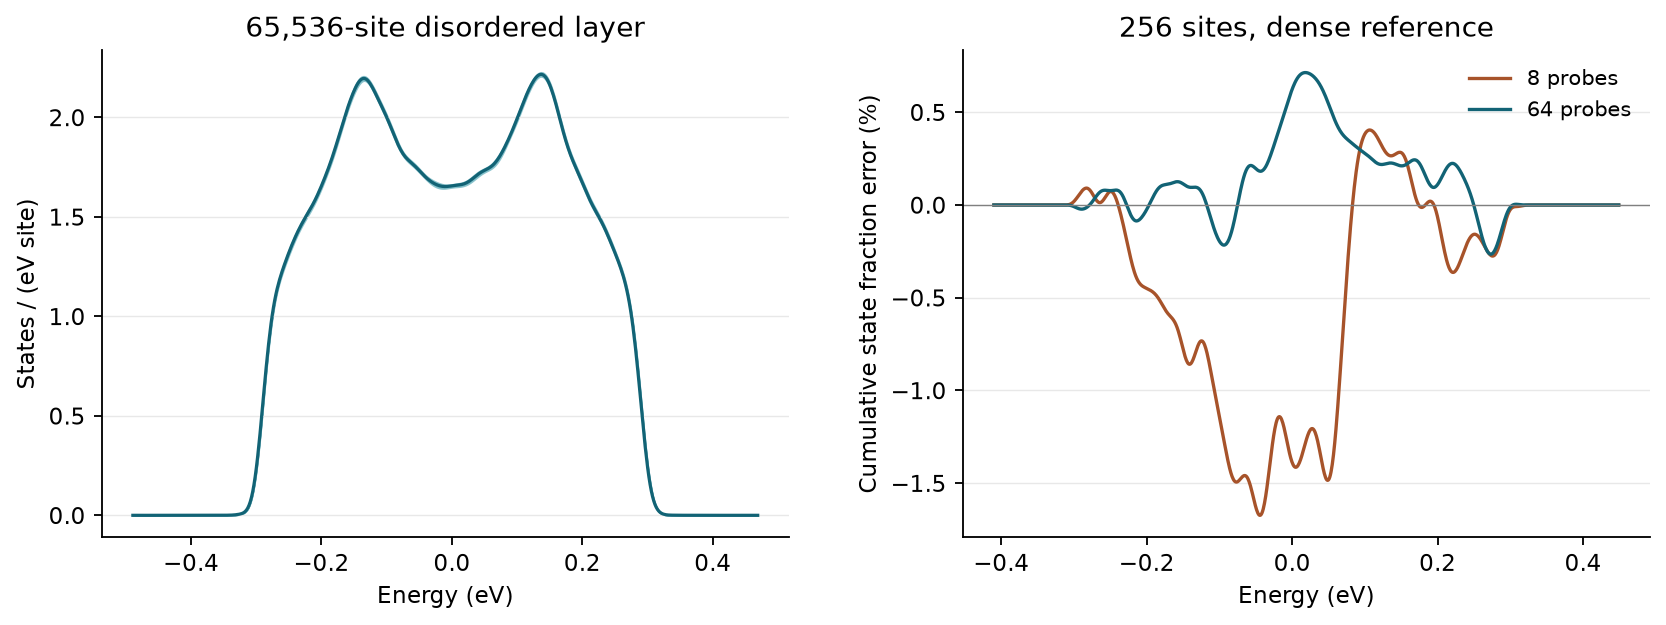 65,536-site disordered layer
States / (eV site)
2.0
1.5
1.0
0.5
0.0
−0.4
−0.2
0.0
0.2
0.4
Energy (eV)
256 sites, dense reference
8 probes
64 probes
Cumulative state fraction error (%)
0.5
0.0
−0.5
−1.0
−1.5
−0.4
−0.2
0.0
0.2
0.4
Energy (eV)